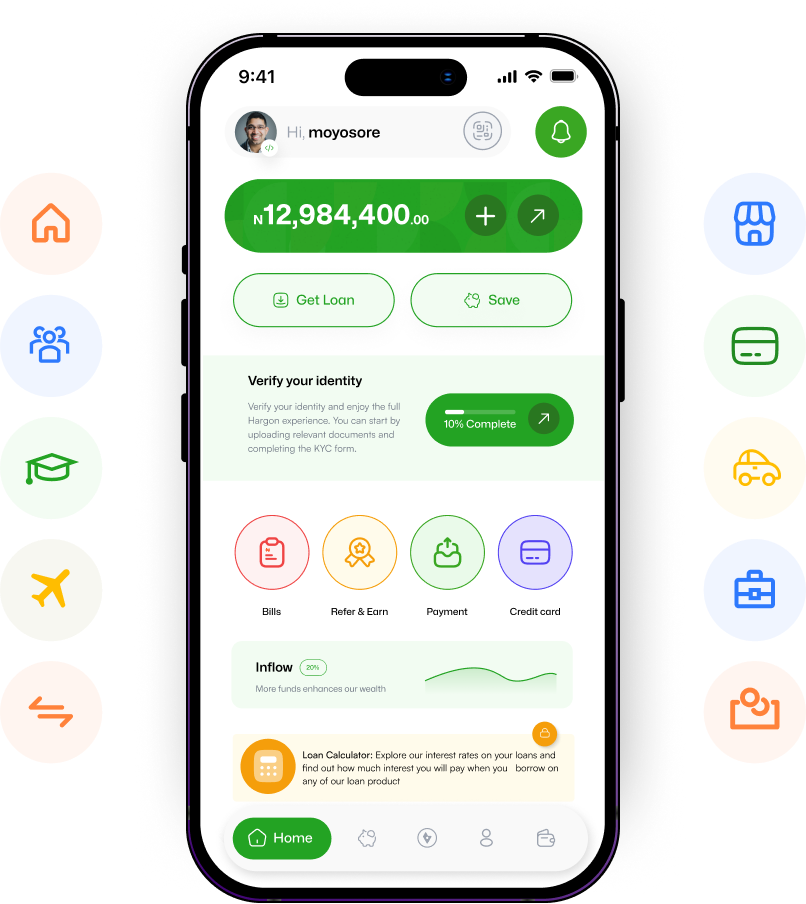 9:41
Hi, moyosore
N12,984,400.00
Get Loan
Save
Verify your identity
Verify your identity and enjoy the full
Hargon experience. You can start by
uploading relevant documents and
completing the KYC form.
10% Complete
Bills
Refer & Earn
Payment
Credit card
Inflow 20%
More funds enhances our wealth
Loan Calculator: Explore our interest rates on your loans and
find out how much interest you will pay when you borrow on
any of our loan product
Home